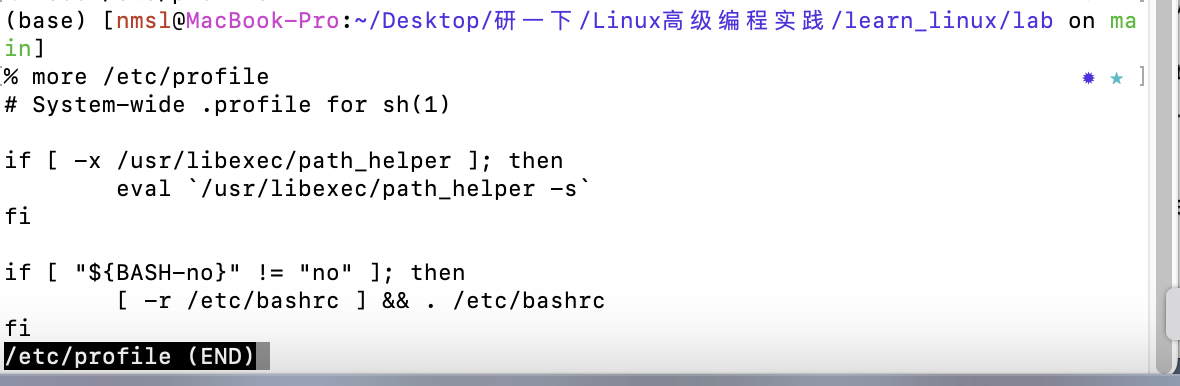 (base) [nmsl@MacBook-Pro:~/Desktop/研一下/Linux高级编程实践/learn_linux/lab on ma
in]
% more /etc/profile
# System-wide .profile for sh(1)
if [ -x /usr/libexec/path_helper ]; then
eval `/usr/libexec/path_helper -s`
fi
if [ "${BASH-no}" != "no" ]; then
[ -r /etc/bashrc ] && . /etc/bashrc
fi
/etc/profile (END)